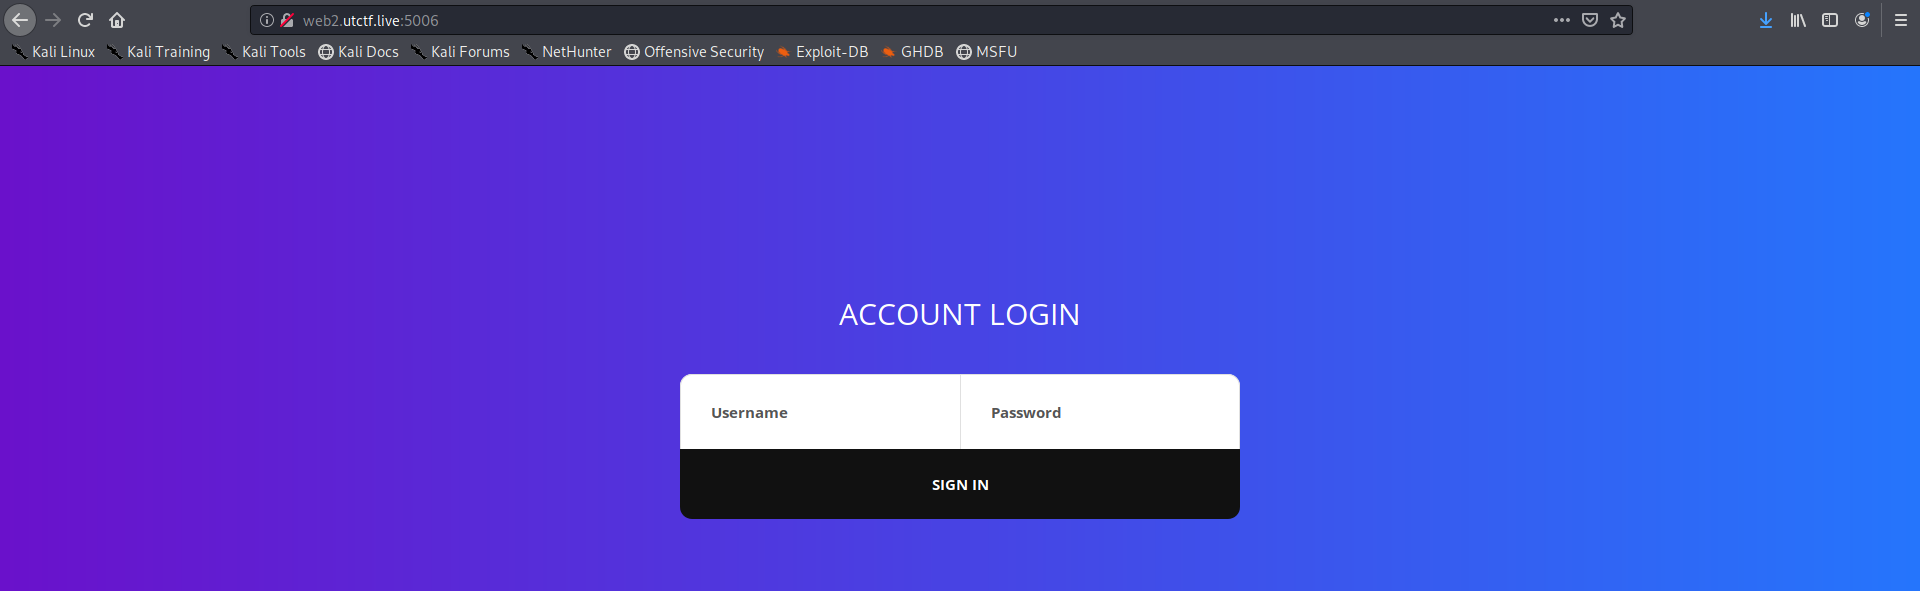 web2.utctf.live:5006
Kali Linux Kali Training Kali Tools Kali Docs Kali Forums NetHunter Offensive Security Exploit-DB GHDB MSFU
ACCOUNT LOGIN
Username Password
SIGN IN